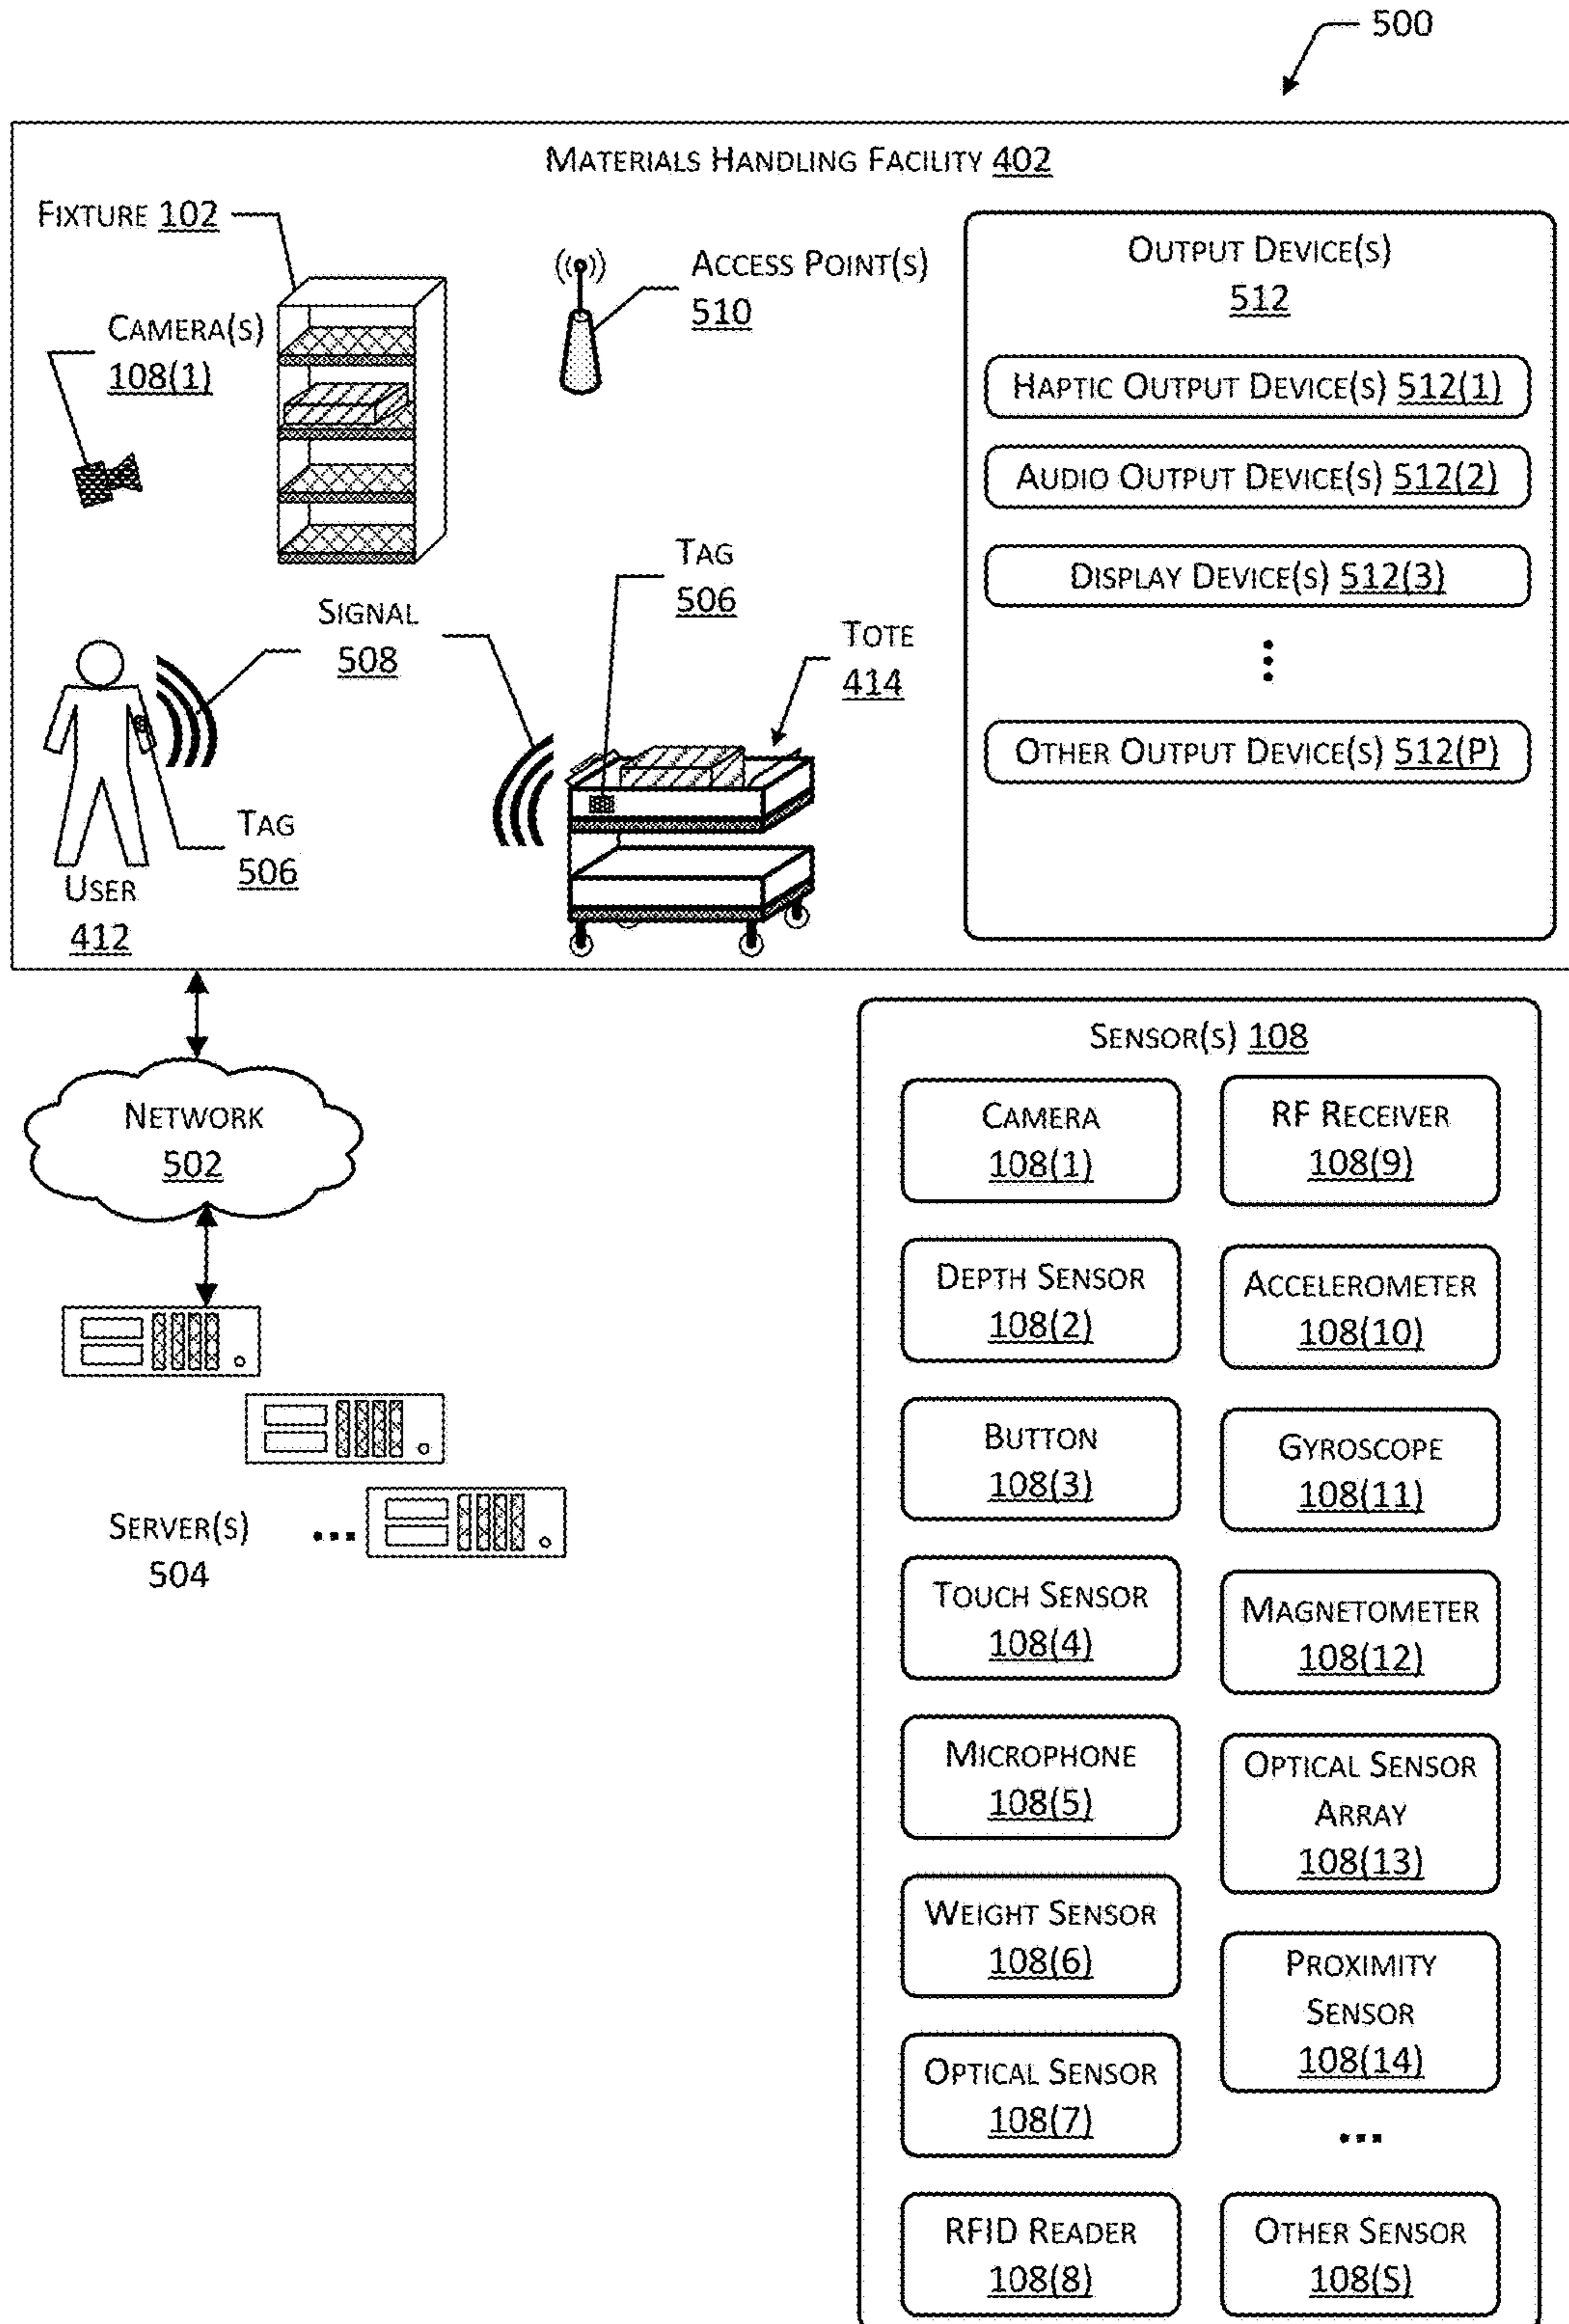 500
MATERIALS HANDLING FACILITY 402
FIXTURE 102
CAMERA(S)
108(1)
ACCESS POINT(S)
510
OUTPUT DEVICE(S)
512
HAPTIC OUTPUT DEVICE(S) 512(1)
AUDIO OUTPUT DEVICE(S) 512(2)
DISPLAY DEVICE(S) 512(3)
OTHER OUTPUT DEVICE(S) 512(P)
TAG
506
SIGNAL
508
TOTE
414
TAG
506
USER
412
NETWORK
502
SERVER(S)
504
...
SENSOR(S) 108
CAMERA
108(1)
DEPTH SENSOR
108(2)
BUTTON
108(3)
TOUCH SENSOR
108(4)
MICROPHONE
108(5)
WEIGHT SENSOR
108(6)
OPTICAL SENSOR
108(7)
RFID READER
108(8)
RF RECEIVER
108(9)
ACCELEROMETER
108(10)
GYROSCOPE
108(11)
MAGNETOMETER
108(12)
OPTICAL SENSOR
ARRAY
108(13)
PROXIMITY
SENSOR
108(14)
...
OTHER SENSOR
108(S)